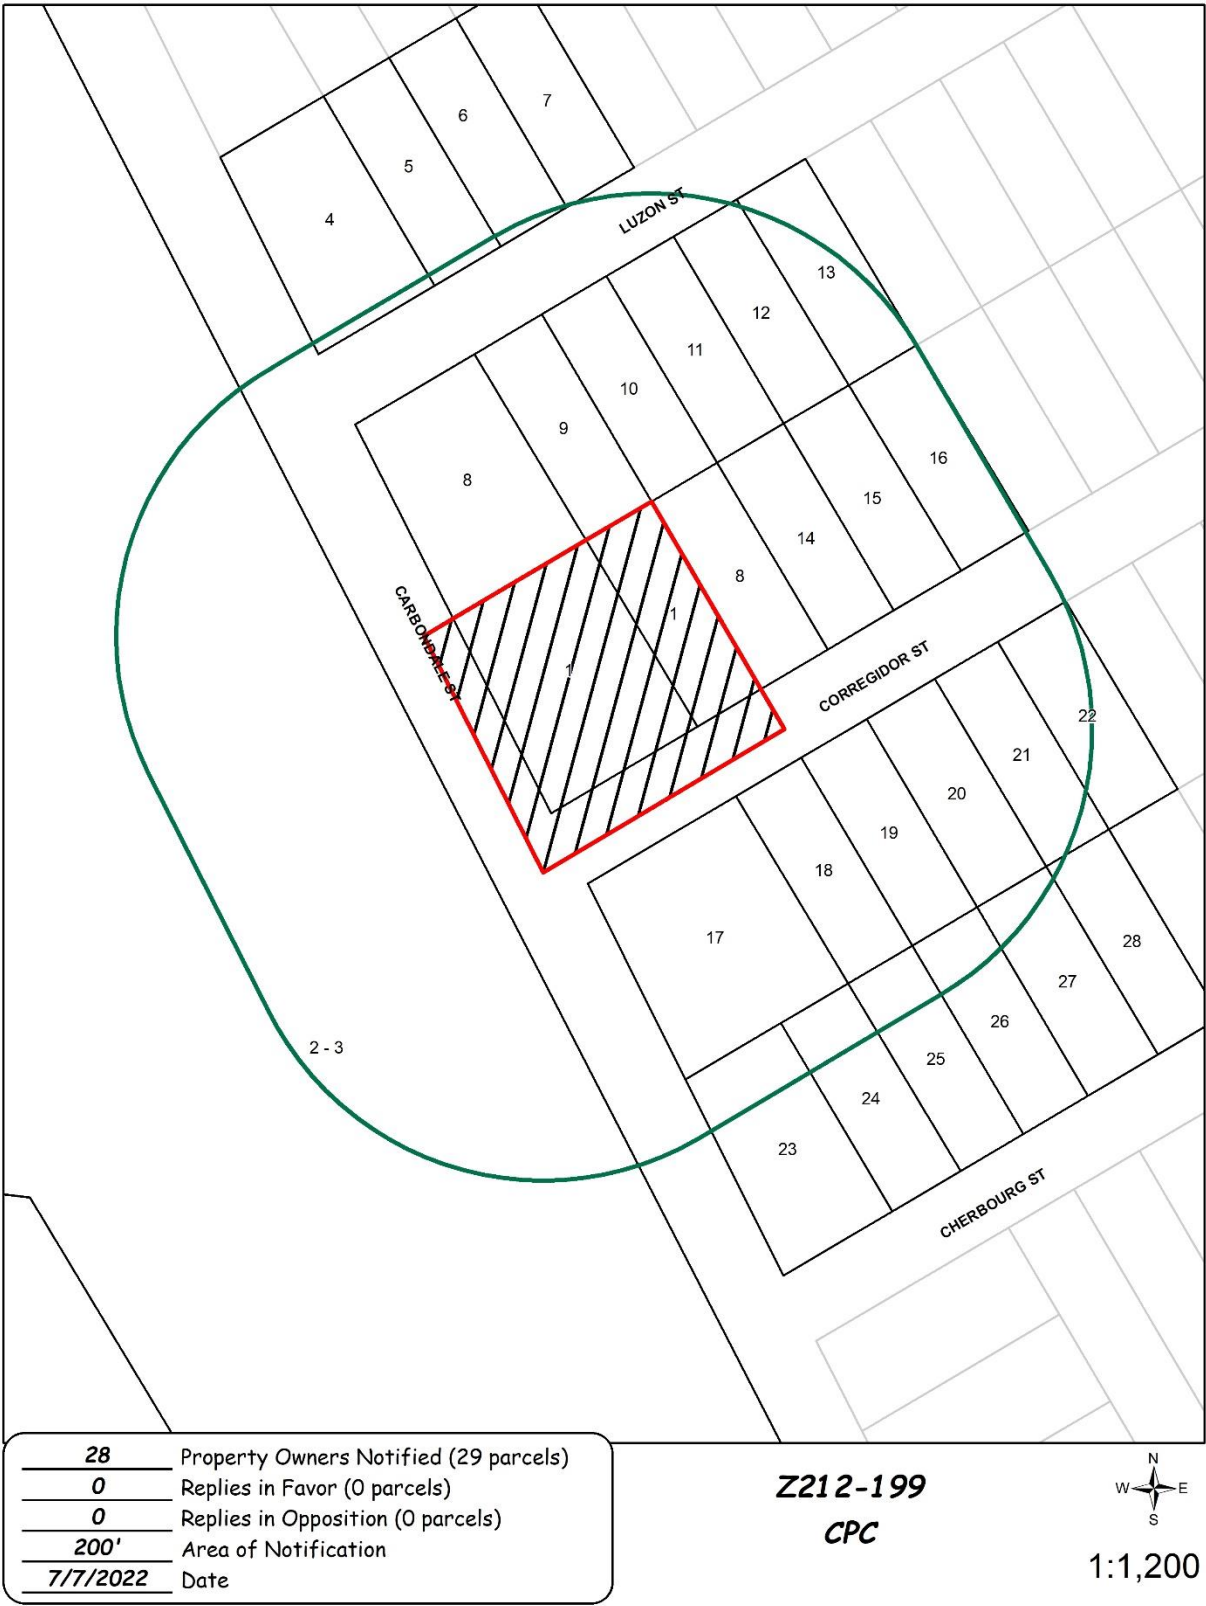 7
6
5
4
LUZON ST
13
12
11
10
9
8
16
15
14
8
1
1
CARBONDALE ST
CORREGIDOR ST
22
21
20
19
18
17
28
27
26
25
24
23
2 - 3
CHERBOURG ST
28 Property Owners Notified (29 parcels)
0 Replies in Favor (0 parcels)
0 Replies in Opposition (0 parcels)
200' Area of Notification
7/7/2022 Date
Z212-199
CPC
N
W E
S
1:1,200